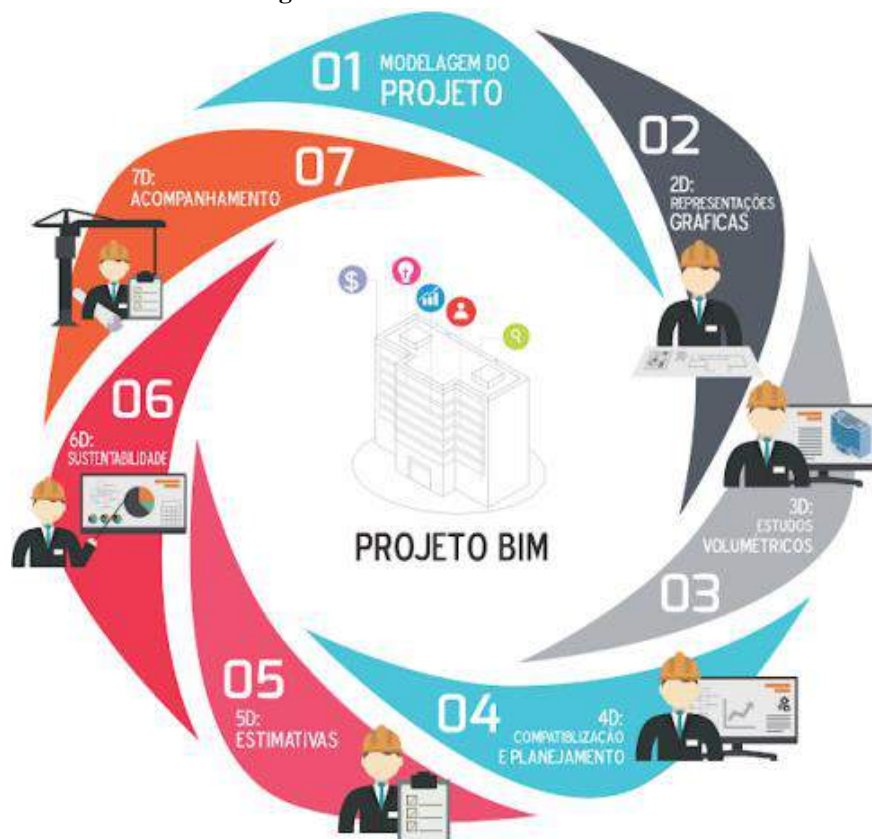 01
MODELAGEM DO
PROJETO
02
2D:
REPRESENTAÇÕES
GRÁFICAS
3D:
ESTUDOS
VOLUMÉTRICOS
03
04
4D:
COMPATIBLIZAÇÃO
E PLANEJAMENTO
05
5D:
ESTIMATIVAS
06
6D:
SUSTENTABILIDADE
07
7D:
ACOMPANHAMENTO
$
PROJETO BIM